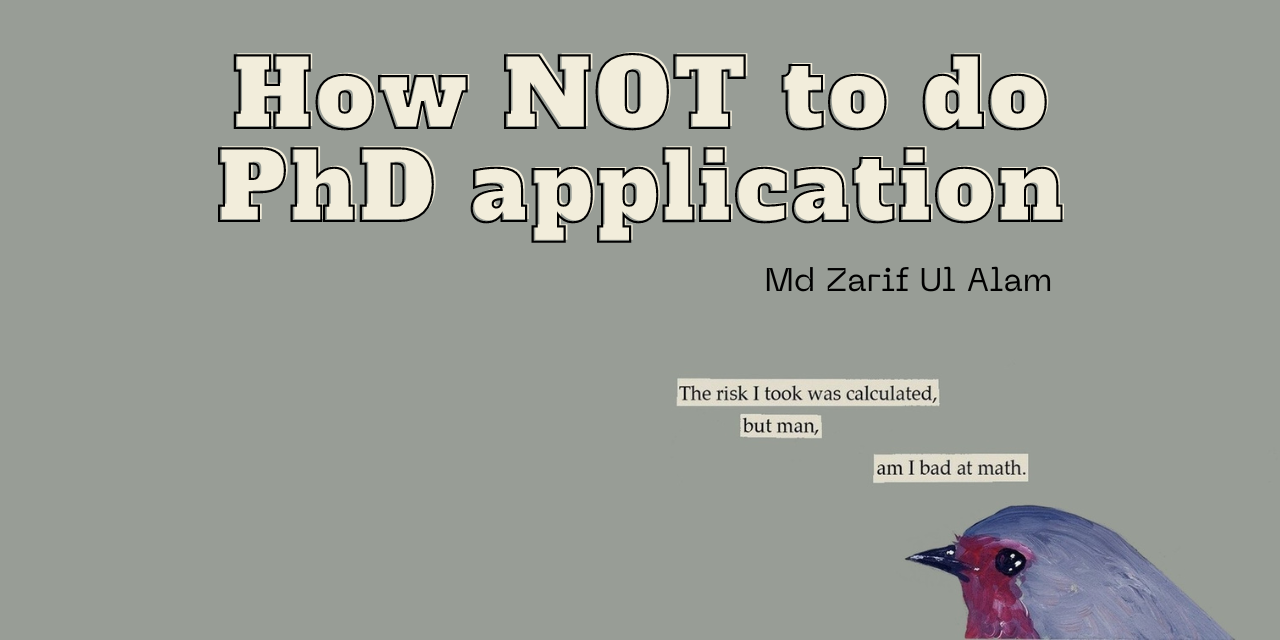 How NOT to do
PhD application
Md Zarif Ul Alam
The risk I took was calculated,
but man,
am I bad at math.